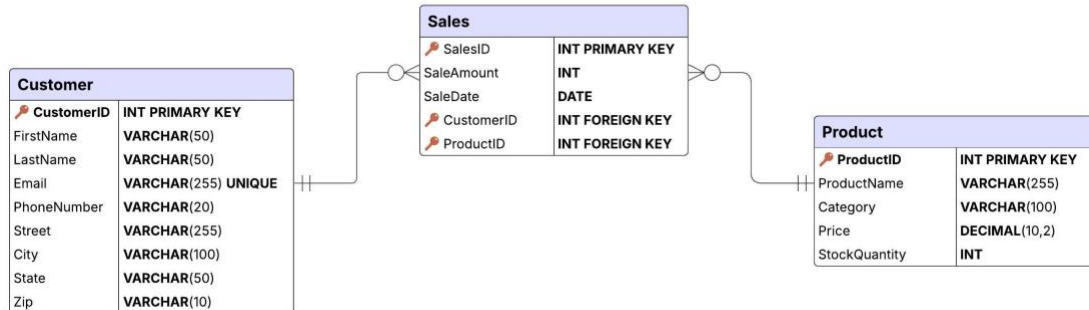 Sales
SalesID INT PRIMARY KEY
SaleAmount INT
SaleDate DATE
CustomerID INT FOREIGN KEY
ProductID INT FOREIGN KEY
Customer
CustomerID INT PRIMARY KEY
FirstName VARCHAR(50)
LastName VARCHAR(50)
Email VARCHAR(255) UNIQUE
PhoneNumber VARCHAR(20)
Street VARCHAR(255)
City VARCHAR(100)
State VARCHAR(50)
Zip VARCHAR(10)
Product
ProductID INT PRIMARY KEY
ProductName VARCHAR(255)
Category VARCHAR(100)
Price DECIMAL(10,2)
StockQuantity INT